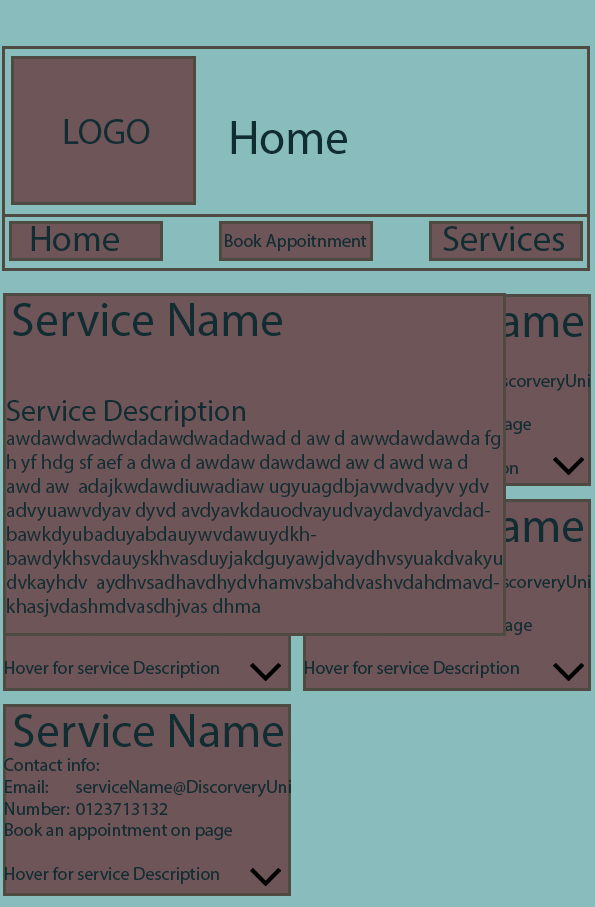 LOGO
Home
Home
Book Appoitnment
Services
Service Name
ame
Service Description
scorveryUni
awdawdwadwdadawdwadadwad d aw d awwdawdawda fg
age
h yf hdg sf aef a dwa d awdaw dawdawd aw d awd wa d
on
awd aw adajkwdawdiuwadiaw ugyuagdbjavwdvadyv ydv
advyuawvdyav dyvd avdyavkdauodvayudvaydavdyavdad-
ame
bawkdyubaduyabdauywvdawuydkh-
bawdykhsvdauyskhvasduyjakdguyawjdvaydhvsyuakdvakyu
dvkayhdv aydhvsadhavdhydvhamvsbahdvashvdahdmavd-
scorveryUni
khasjvdashmdvasdhjvas dhma
age
Hover for service Description
Hover for service Description
Service Name
Contact info:
Email: serviceName@DiscorveryUni
Number: 0123713132
Book an appointment on page
Hover for service Description